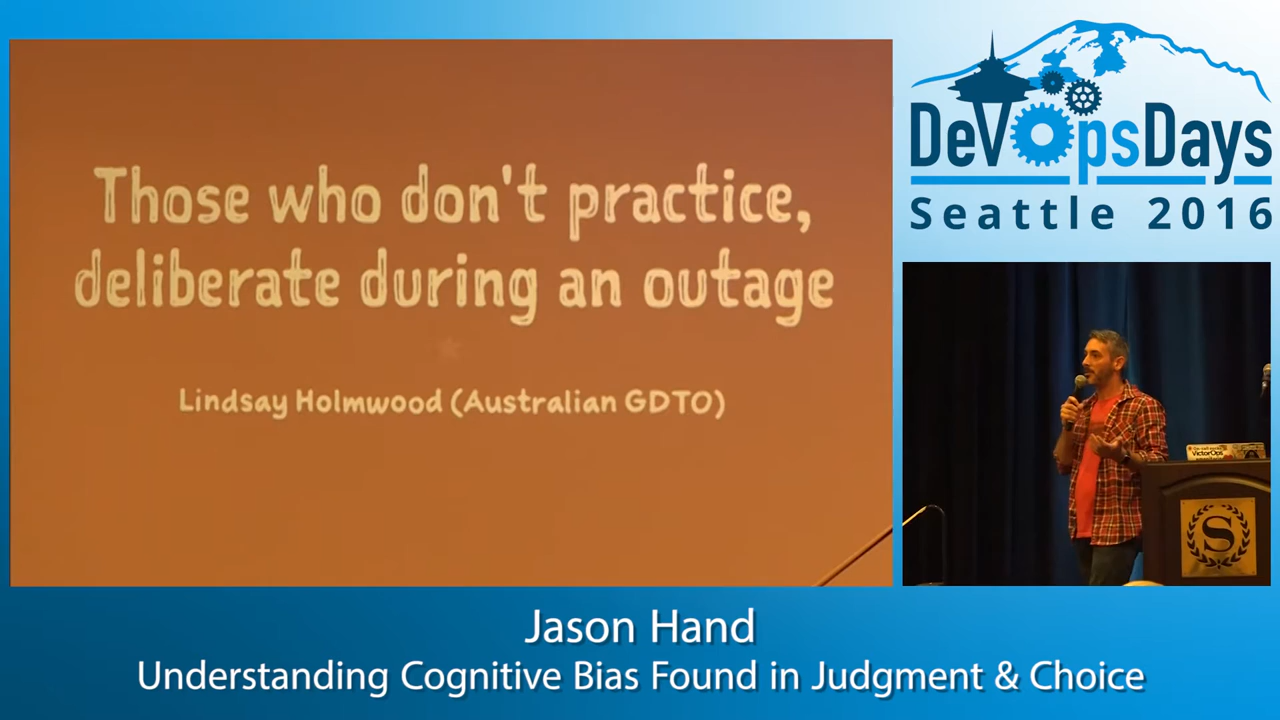 Those who don't practice,
deliberate during an outage
Lindsay Holmwood (Australian GDTO)
DevOpsDays
Seattle 2016
VictorOps
S
Jason Hand
Understanding Cognitive Bias Found in Judgment & Choice